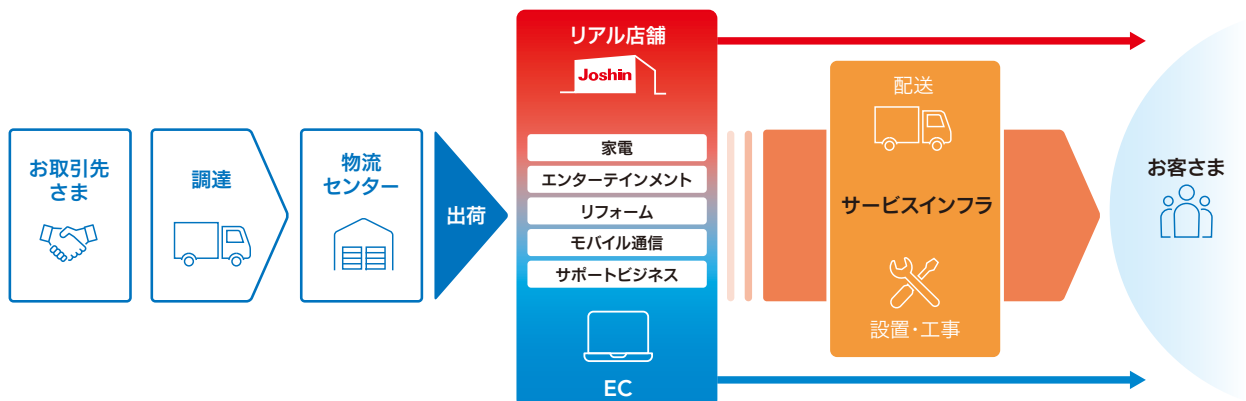 お取引先
さま
調達
物流
センター
出荷
リアル店舗
Joshin
家電
エンターテインメント
リフォーム
モバイル通信
サポートビジネス
EC
配送
サービスインフラ
設置・工事
お客さま